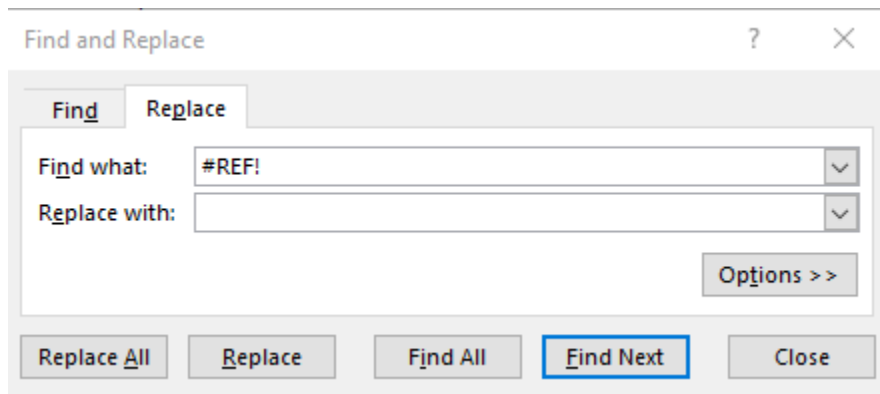 Find and Replace ?
Find Replace
Find what: #REF!
Replace with:
Options >>
Replace All Replace Find All Find Next Close